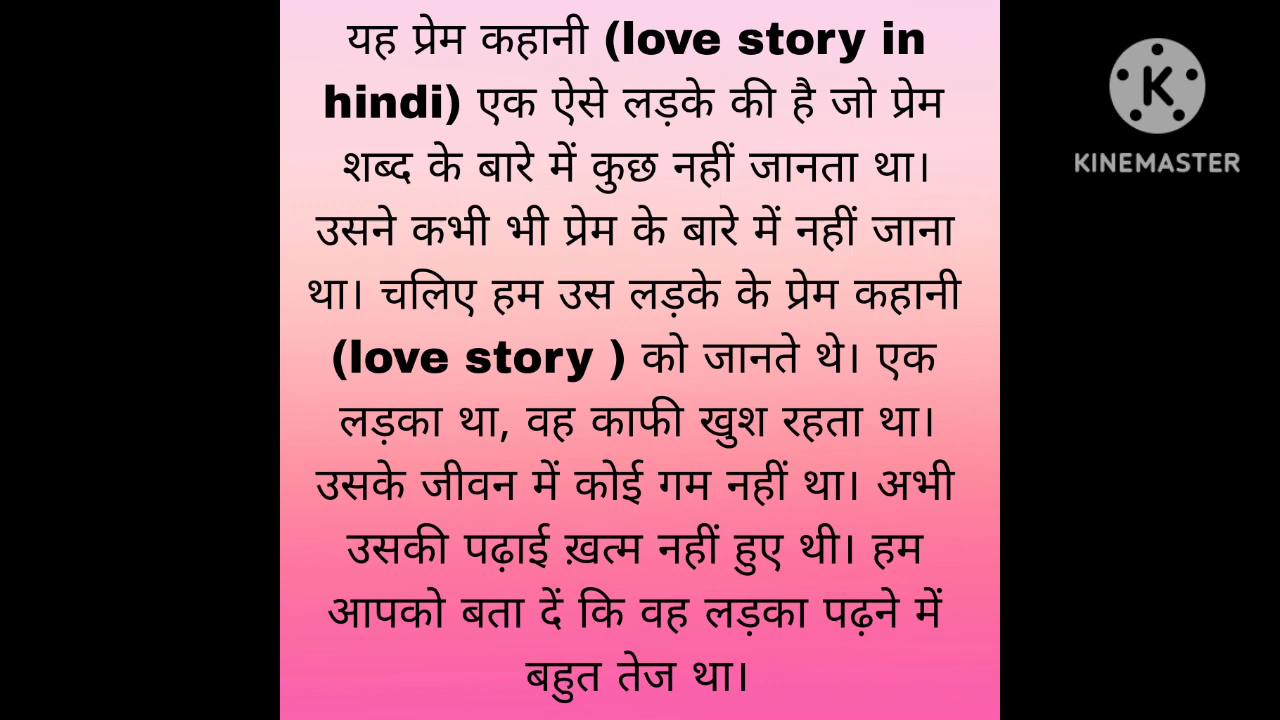 यह प्रेम कहानी (love story in
hindi) एक ऐसे लड़के की है जो प्रेम
शब्द के बारे में कुछ नहीं जानता था।
उसने कभी भी प्रेम के बारे में नहीं जाना
था। चलिए हम उस लड़के के प्रेम कहानी
(love story ) को जानते थे। एक
लड़का था, वह काफी खुश रहता था।
उसके जीवन में कोई गम नहीं था। अभी
उसकी पढ़ाई ख़त्म नहीं हुए थी। हम
आपको बता दें कि वह लड़का पढ़ने में
बहुत तेज था।
K
KINEMASTER